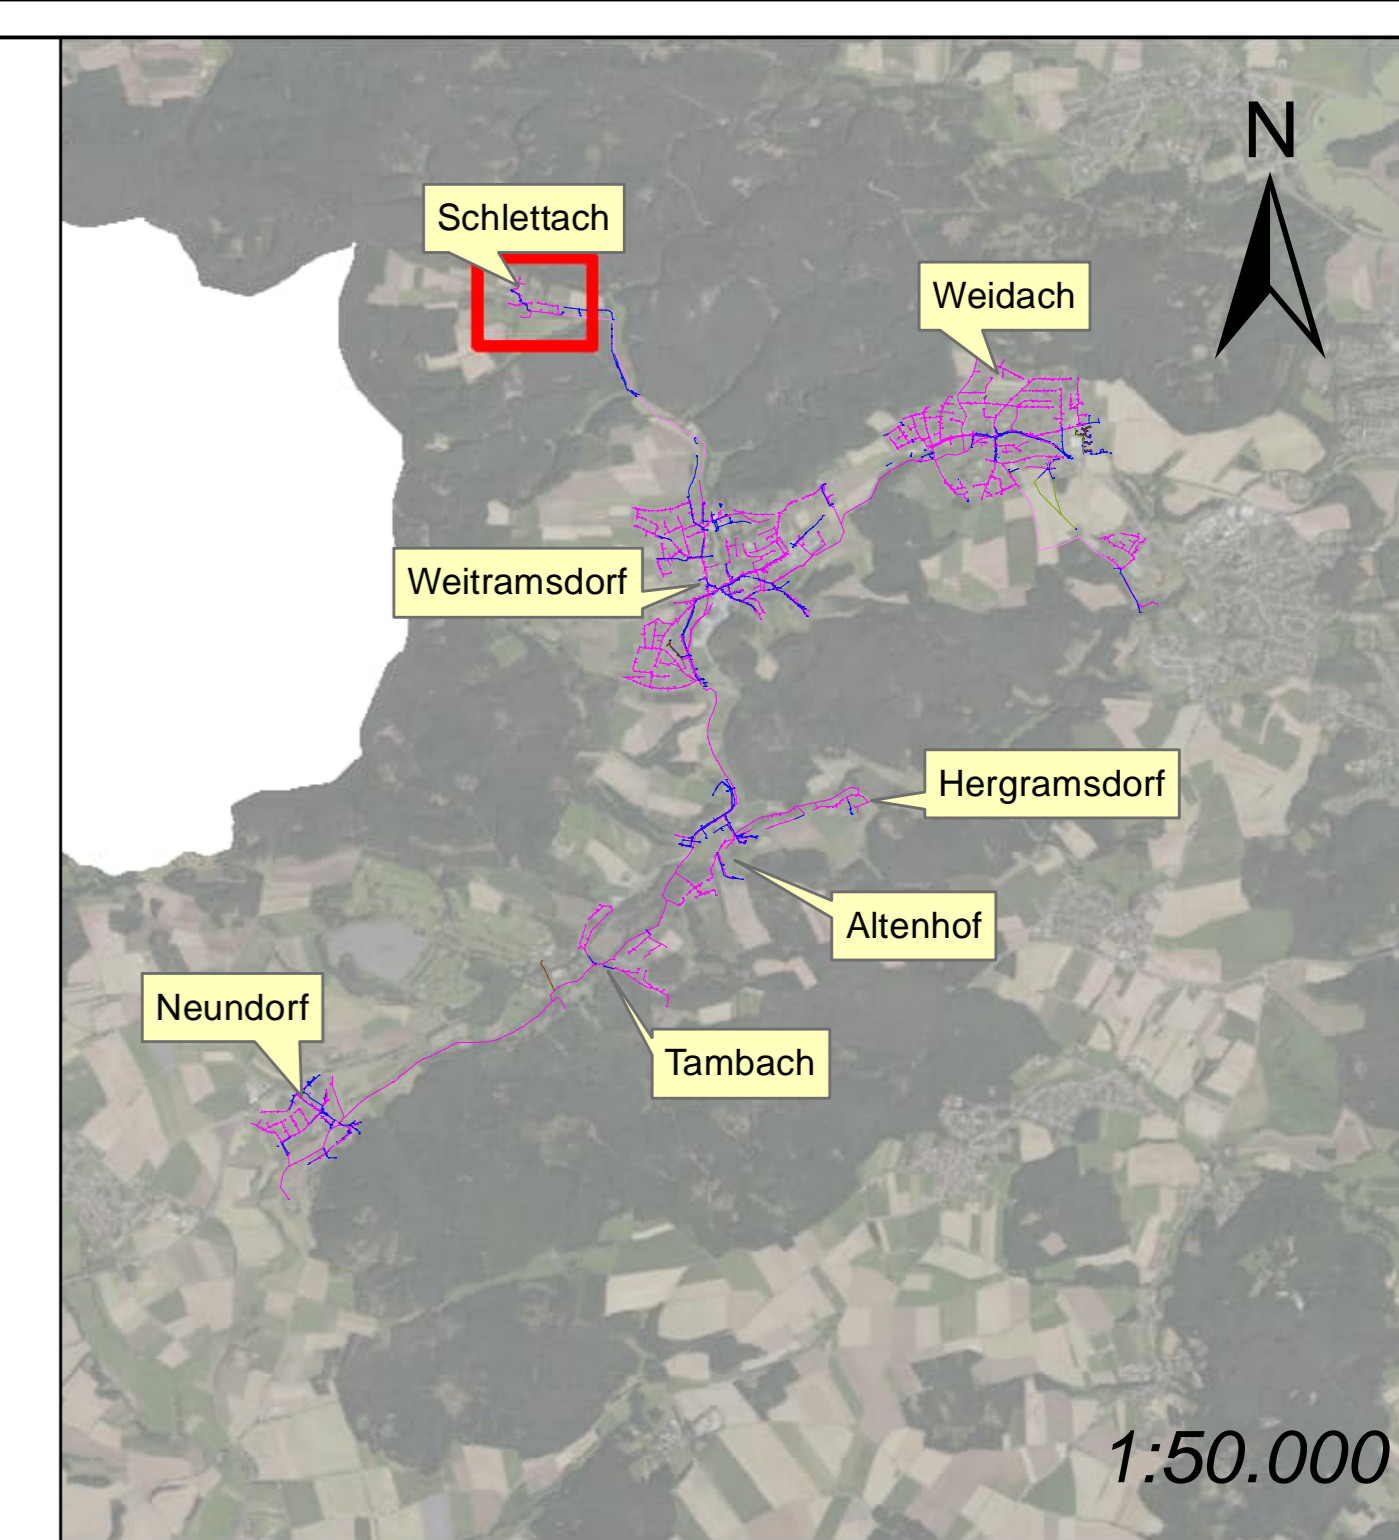 N
Schlettach
Weidach
Weitramsdorf
Hergramsdorf
Altenhof
Neundorf
Tambach
1:50.000